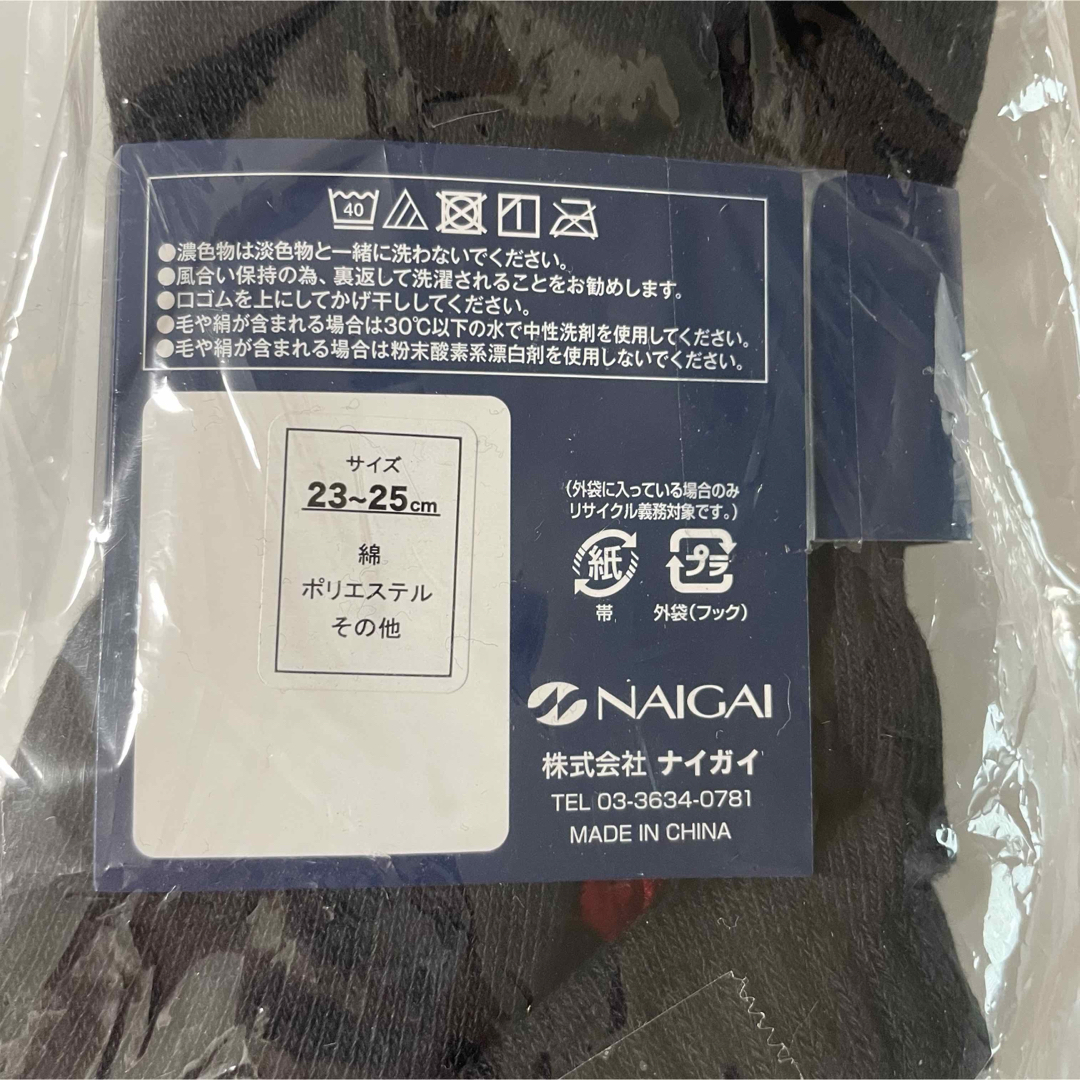 40
●濃色物は淡色物と一緒に洗わないでください。
●風合い保持の為、裏返して洗濯されることをお勧めします。
●口ゴムを上にしてかげ干ししてください。
●毛や絹が含まれる場合は30℃以下の水で中性洗剤を使用してください。
●毛や絹が含まれる場合は粉末酸素系漂白剤を使用しないでください。
サイズ
23~25cm
綿
ポリエステル
その他
(外袋に入っている場合のみ
リサイクル義務対象です。)
紙 プラ
帯 外袋(フック)
NAIGAI
株式会社 ナイガイ
TEL 03-3634-0781
MADE IN CHINA